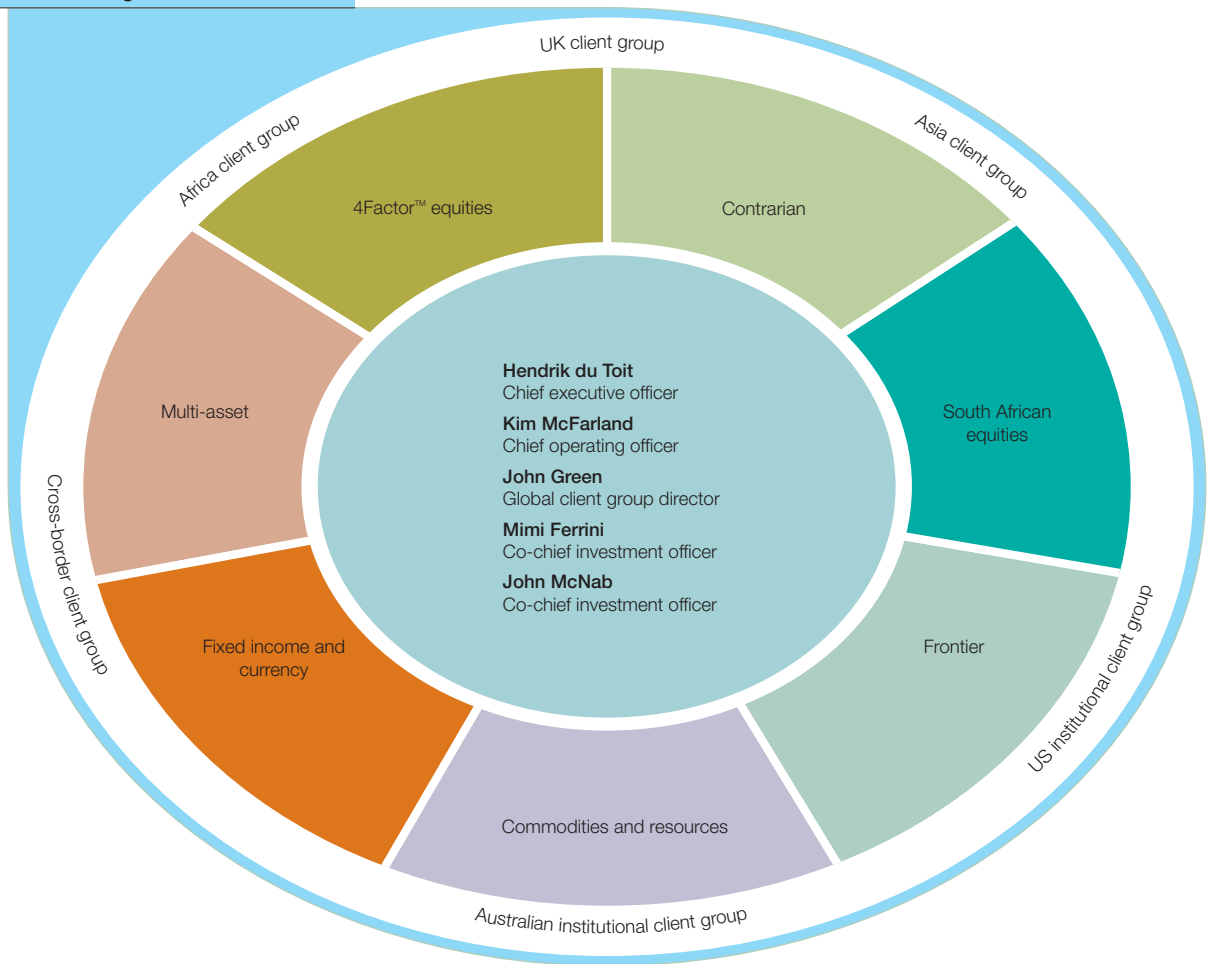 UK client group
Africa client group
Asia client group
4Factor™ equities
Contrarian
Multi-asset
South African
equities
Hendrik du Toit
Chief executive officer
Kim McFarland
Chief operating officer
John Green
Global client group director
Mimi Ferrini
Co-chief investment officer
John McNab
Co-chief investment officer
Cross-border client group
Fixed income and
currency
Frontier
US institutional client group
Commodities and resources
Australian institutional client group